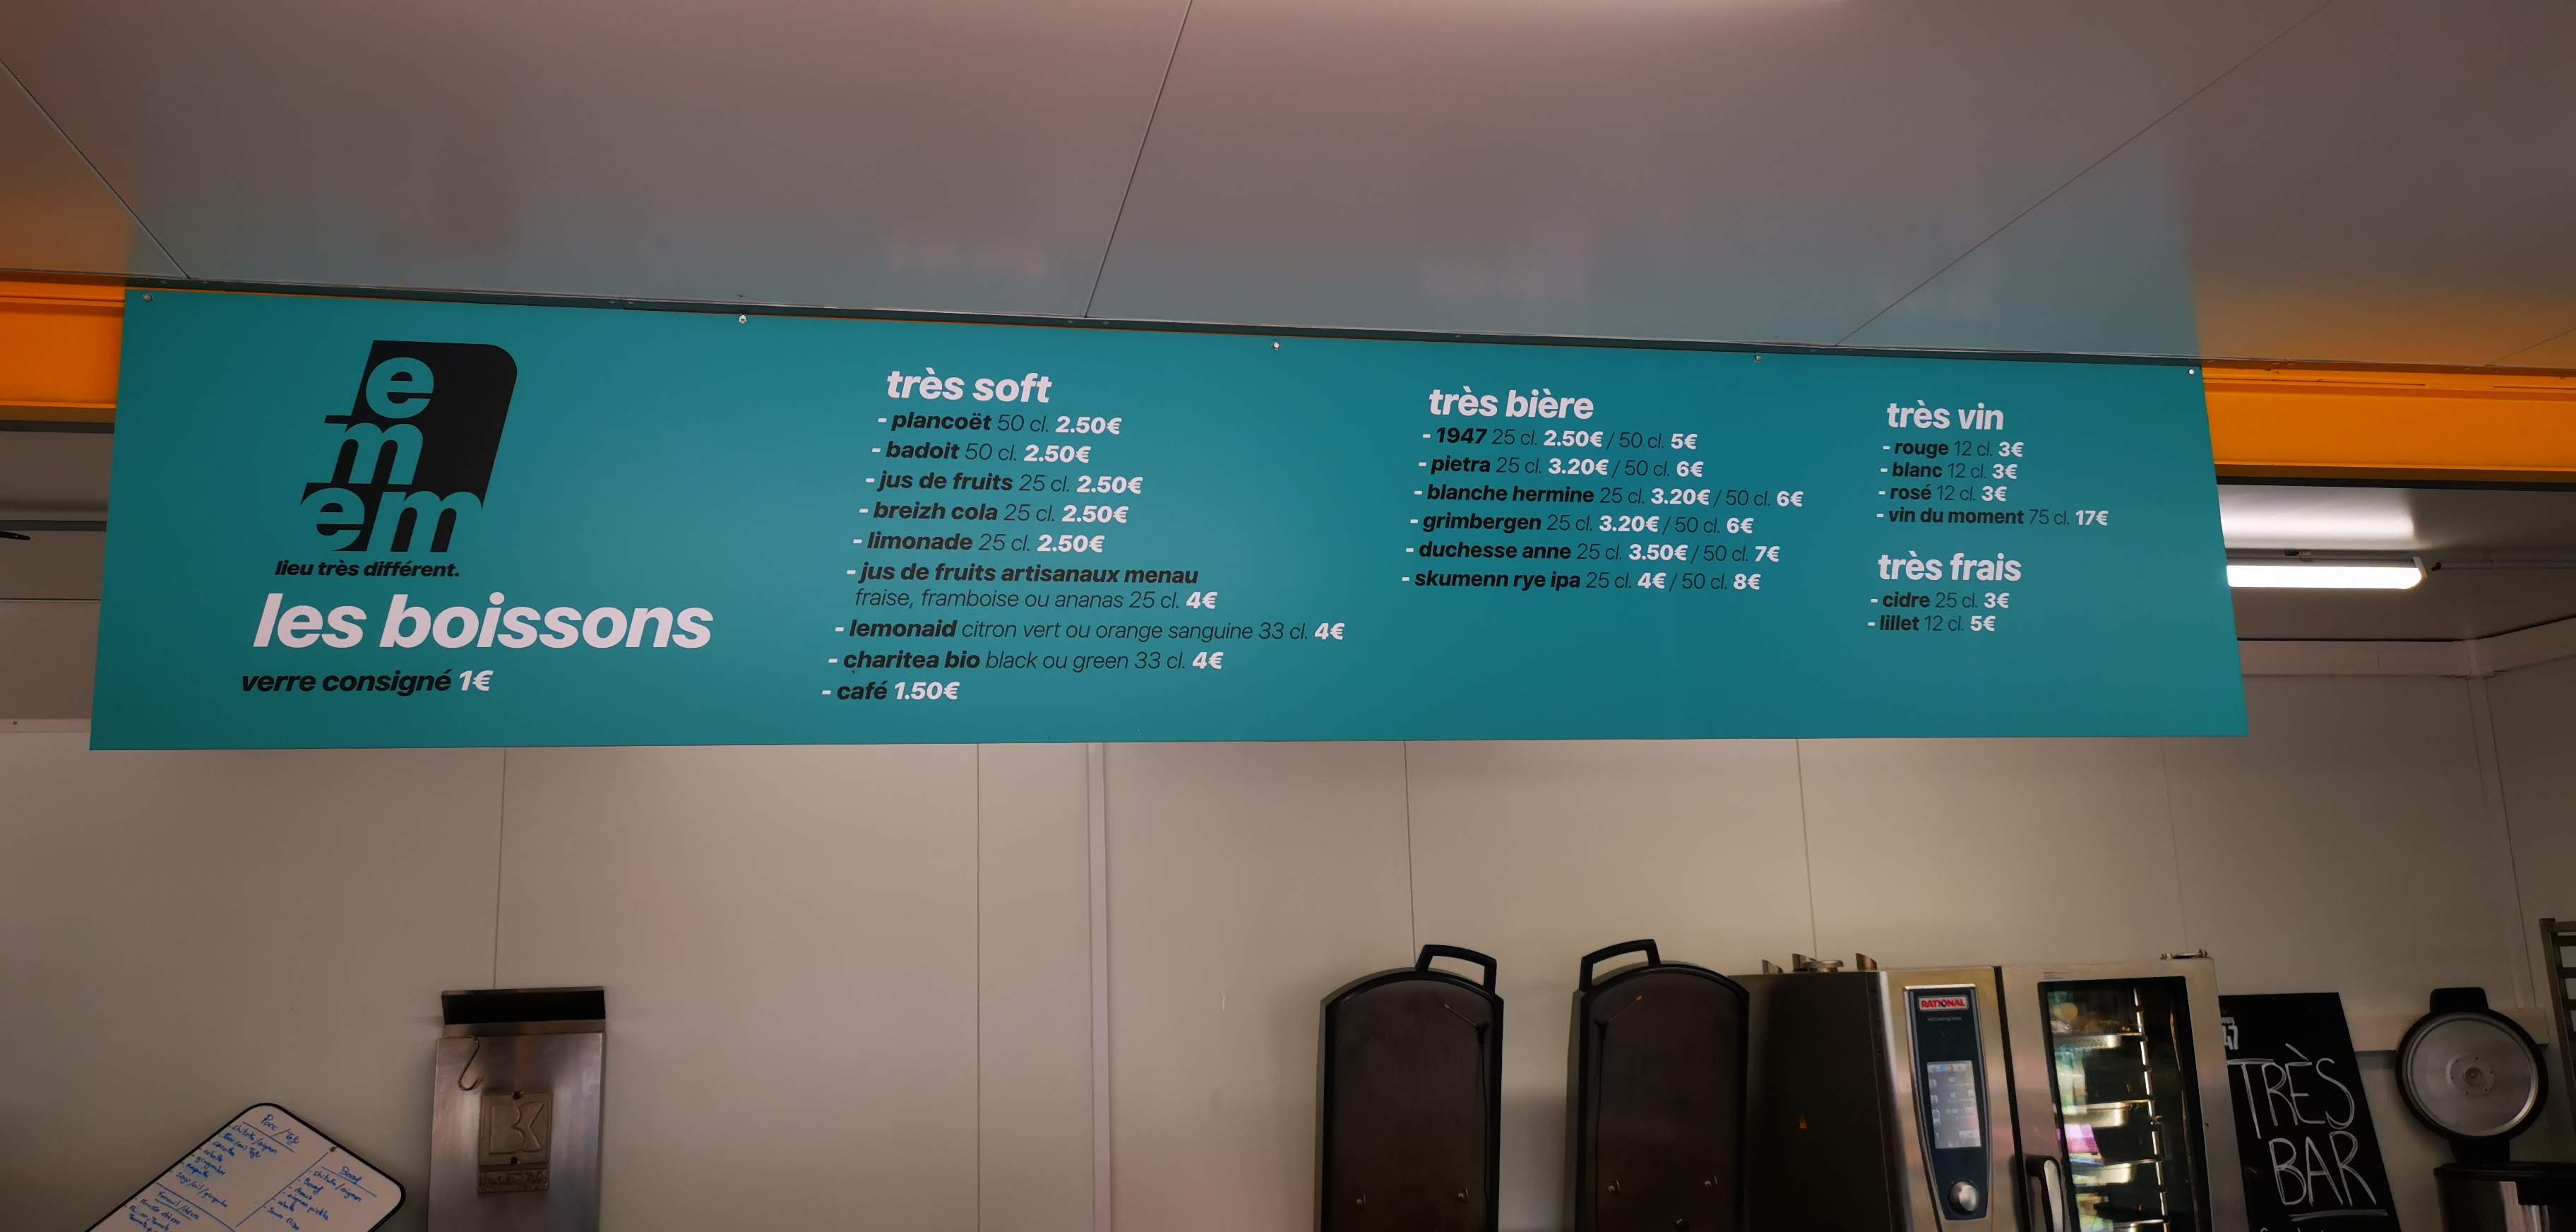 e
m
em
lieu très différent.
les boissons
verre consigné 1€
très soft
- plancoët 50 cl. 2.50€
- badoit 50 cl. 2.50€
- jus de fruits 25 cl. 2.50€
- breizh cola 25 cl. 2.50€
- limonade 25 cl. 2.50€
- jus de fruits artisanaux menau
fraise, framboise ou ananas 25 cl. 4€
- lemonaid citron vert ou orange sanguine 33 cl. 4€
- charitea bio black ou green 33 cl. 4€
- café 1.50€
très bière
- 1947 25 cl. 2.50€ / 50 cl. 5€
- pietra 25 cl. 3.20€ / 50 cl. 6€
- blanche hermine 25 cl. 3.20€ / 50 cl. 6€
- grimbergen 25 cl. 3.20€ / 50 cl. 6€
- duchesse anne 25 cl. 3.50€ / 50 cl. 7€
- skumenn rye ipa 25 cl. 4€ / 50 cl. 8€
très vin
- rouge 12 cl. 3€
- blanc 12 cl. 3€
- rosé 12 cl. 3€
- vin du moment 75 cl. 17€
très frais
- cidre 25 cl. 3€
- lillet 12 cl. 5€
RATIONAL
47
TRÈS
BAR
BK
Porc /
Boeuf